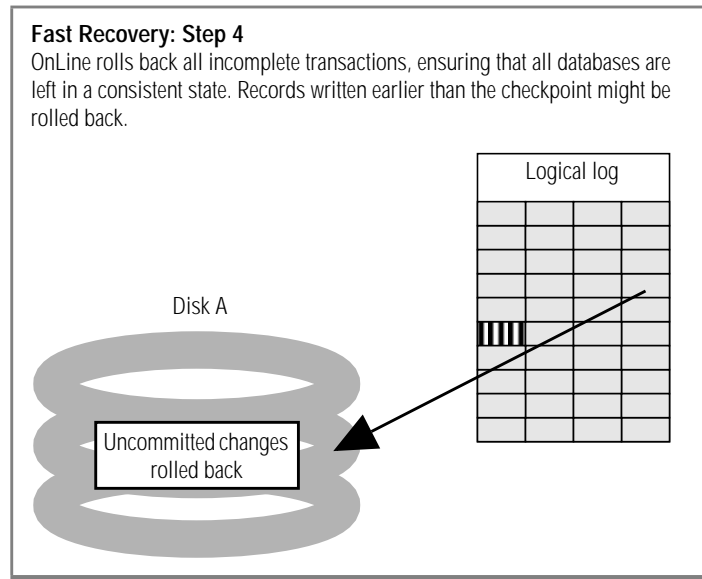 Fast Recovery: Step 4
OnLine rolls back all incomplete transactions, ensuring that all databases are
left in a consistent state. Records written earlier than the checkpoint might be
rolled back.
Logical log
Disk A
Uncommitted changes
rolled back